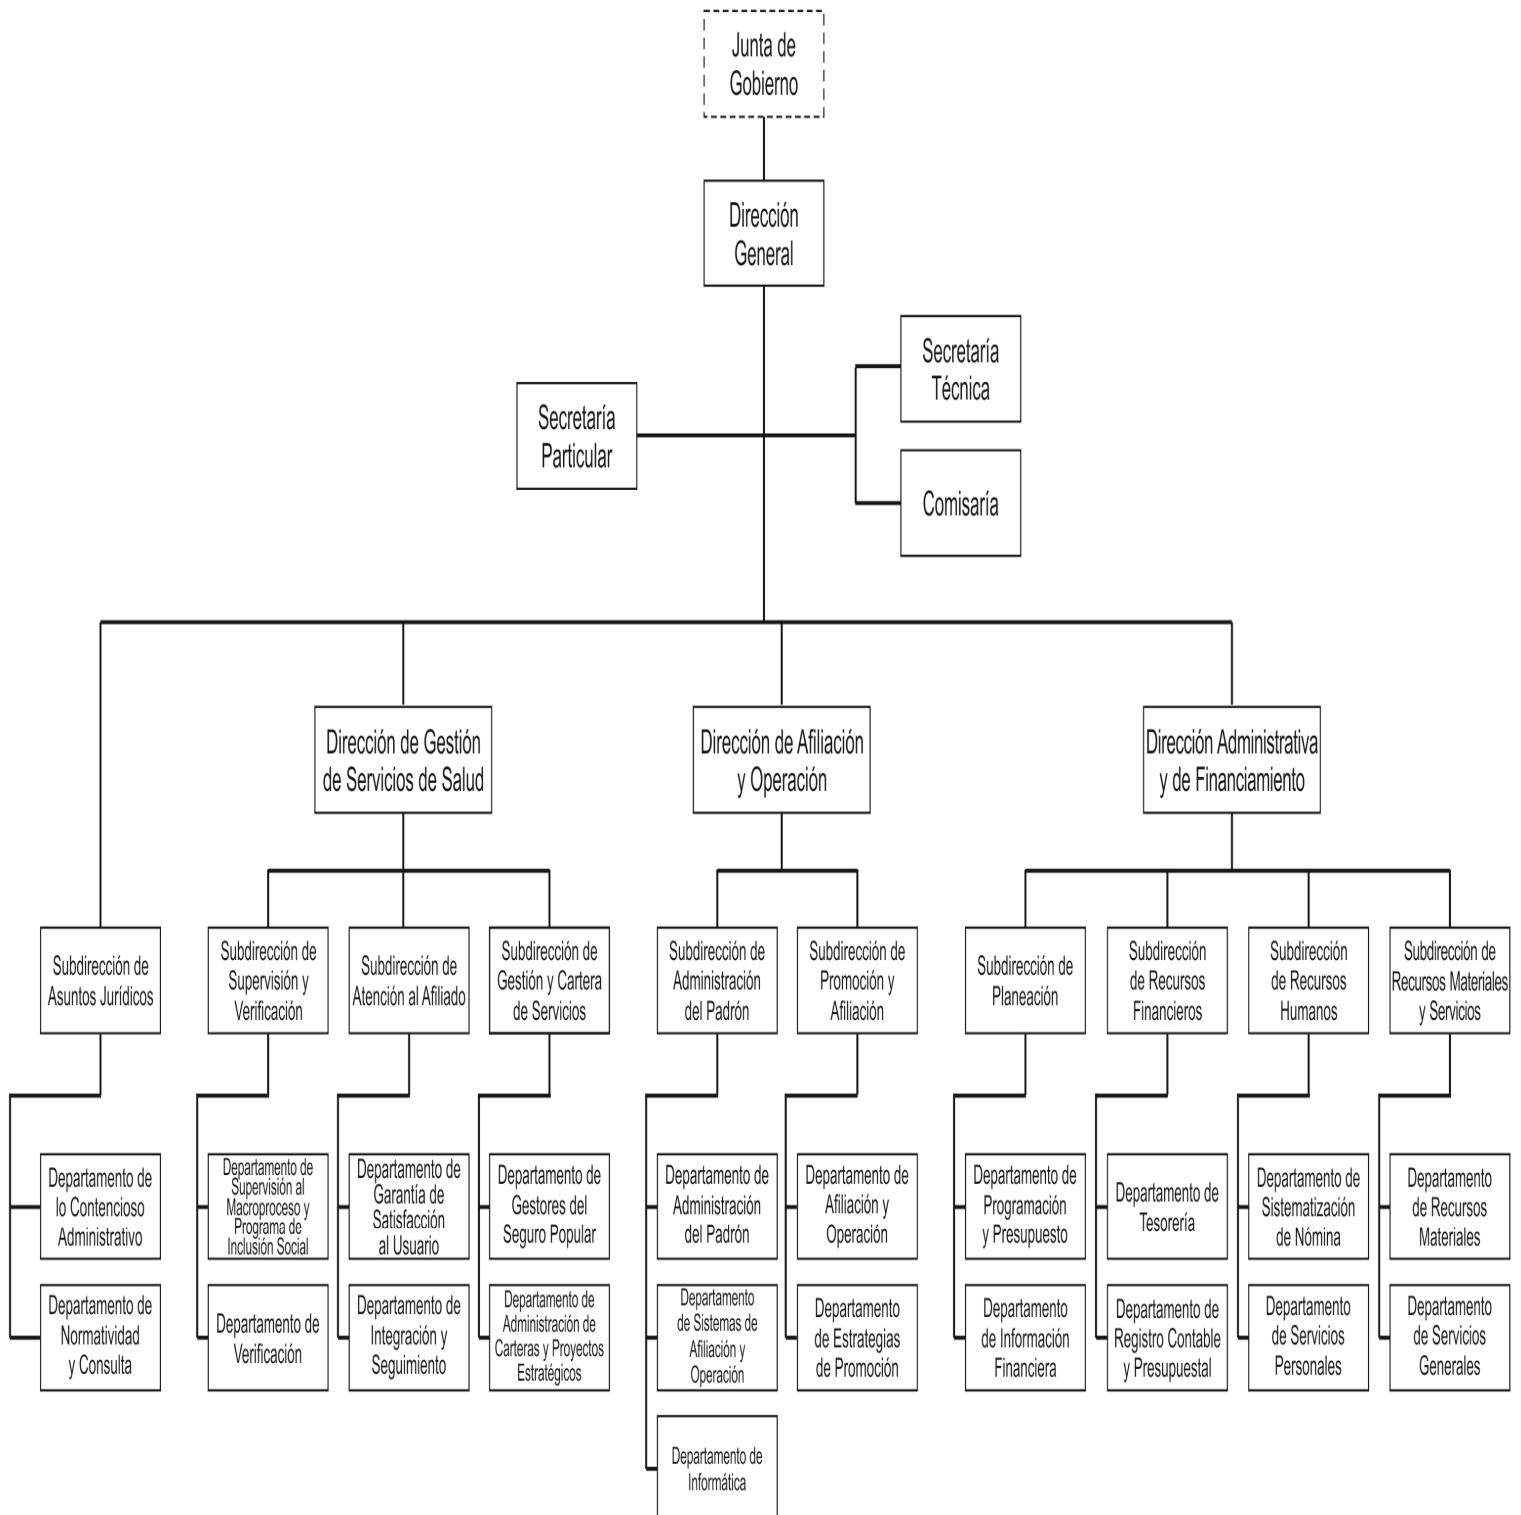 Junta de
Gobierno
Dirección
General
Secretaría
Técnica
Secretaría
Particular
Comisaría
Dirección de Gestión
de Servicios de Salud
Dirección de Afiliación
y Operación
Dirección Administrativa
y de Financiamiento
Subdirección de
Asuntos Jurídicos
Subdirección de
Supervisión y
Verificación
Subdirección de
Atención al Afiliado
Subdirección de
Gestión y Cartera
de Servicios
Subdirección de
Administración
del Padrón
Subdirección de
Promoción y
Afiliación
Subdirección de
Planeación
Subdirección
de Recursos
Financieros
Subdirección
de Recursos
Humanos
Subdirección de
Recursos Materiales
y Servicios
Departamento de
lo Contencioso
Administrativo
Departamento de
Supervisión al
Macroproceso y
Programa de
Inclusión Social
Departamento de
Garantía de
Satisfacción
al Usuario
Departamento de
Gestores del
Seguro Popular
Departamento de
Administración
del Padrón
Departamento de
Afiliación y
Operación
Departamento de
Programación
y Presupuesto
Departamento de
Tesorería
Departamento de
Sistematización
de Nómina
Departamento
de Recursos
Materiales
Departamento de
Normatividad
y Consulta
Departamento de
Verificación
Departamento de
Integración y
Seguimiento
Departamento de
Administración de
Carteras y Proyectos
Estratégicos
Departamento
de Sistemas de
Afiliación y
Operación
Departamento
de Estrategias
de Promoción
Departamento
de Información
Financiera
Departamento de
Registro Contable
y Presupuestal
Departamento
de Servicios
Personales
Departamento
de Servicios
Generales
Departamento de
Informática